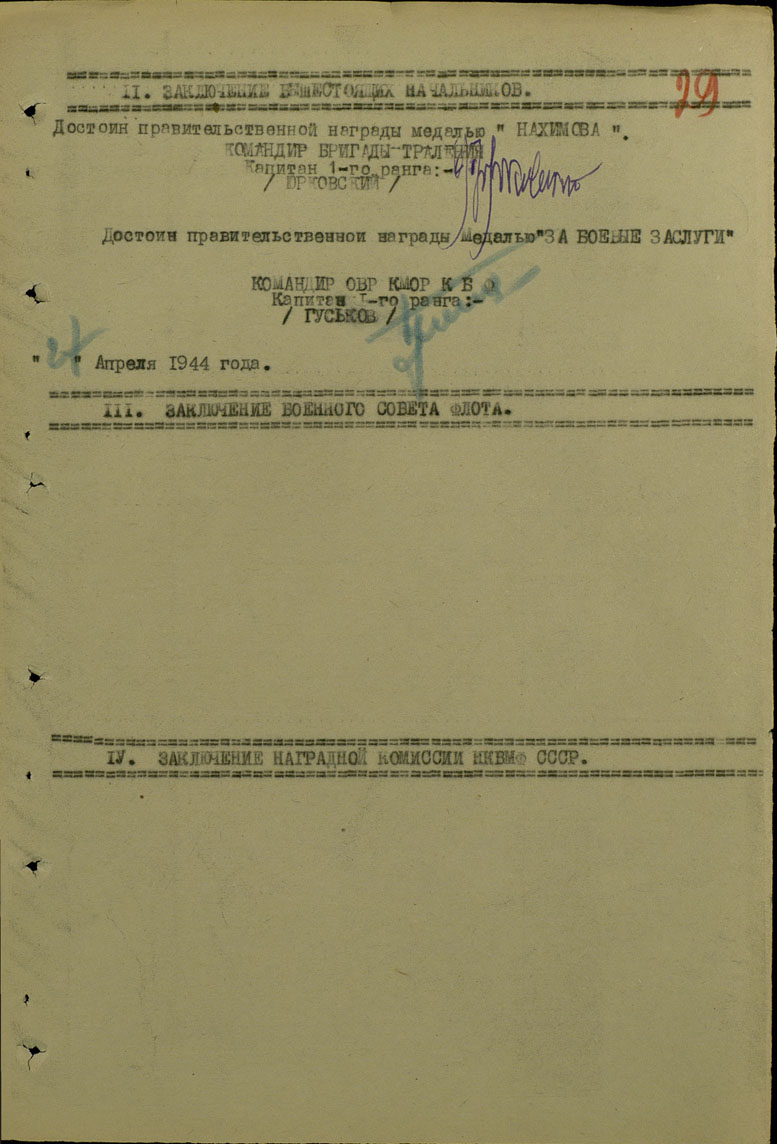 29
II. ЗАКЛЮЧЕНИЕ ВЫШЕСТОЯЩИХ НАЧАЛЬНИКОВ.
Достоин правительственной награды медалью " НАХИМОВА ".
КОМАНДИР БРИГАДЫ ТРАЛЕНИЯ
Капитан 1-го ранга:-
/ ЮРКОВСКИЙ /
Достоин правительственной награды Медалью"ЗА БОЕВЫЕ ЗАСЛУГИ"
КОМАНДИР ОВР КМОР К Б Ф
Капитан I-го ранга:-
/ ГУСЬКОВ /
" 27 " Апреля 1944 года.
III. ЗАКЛЮЧЕНИЕ ВОЕННОГО СОВЕТА ФЛОТА.
IУ. ЗАКЛЮЧЕНИЕ НАГРАДНОЙ КОМИССИИ НКВМФ СССР.